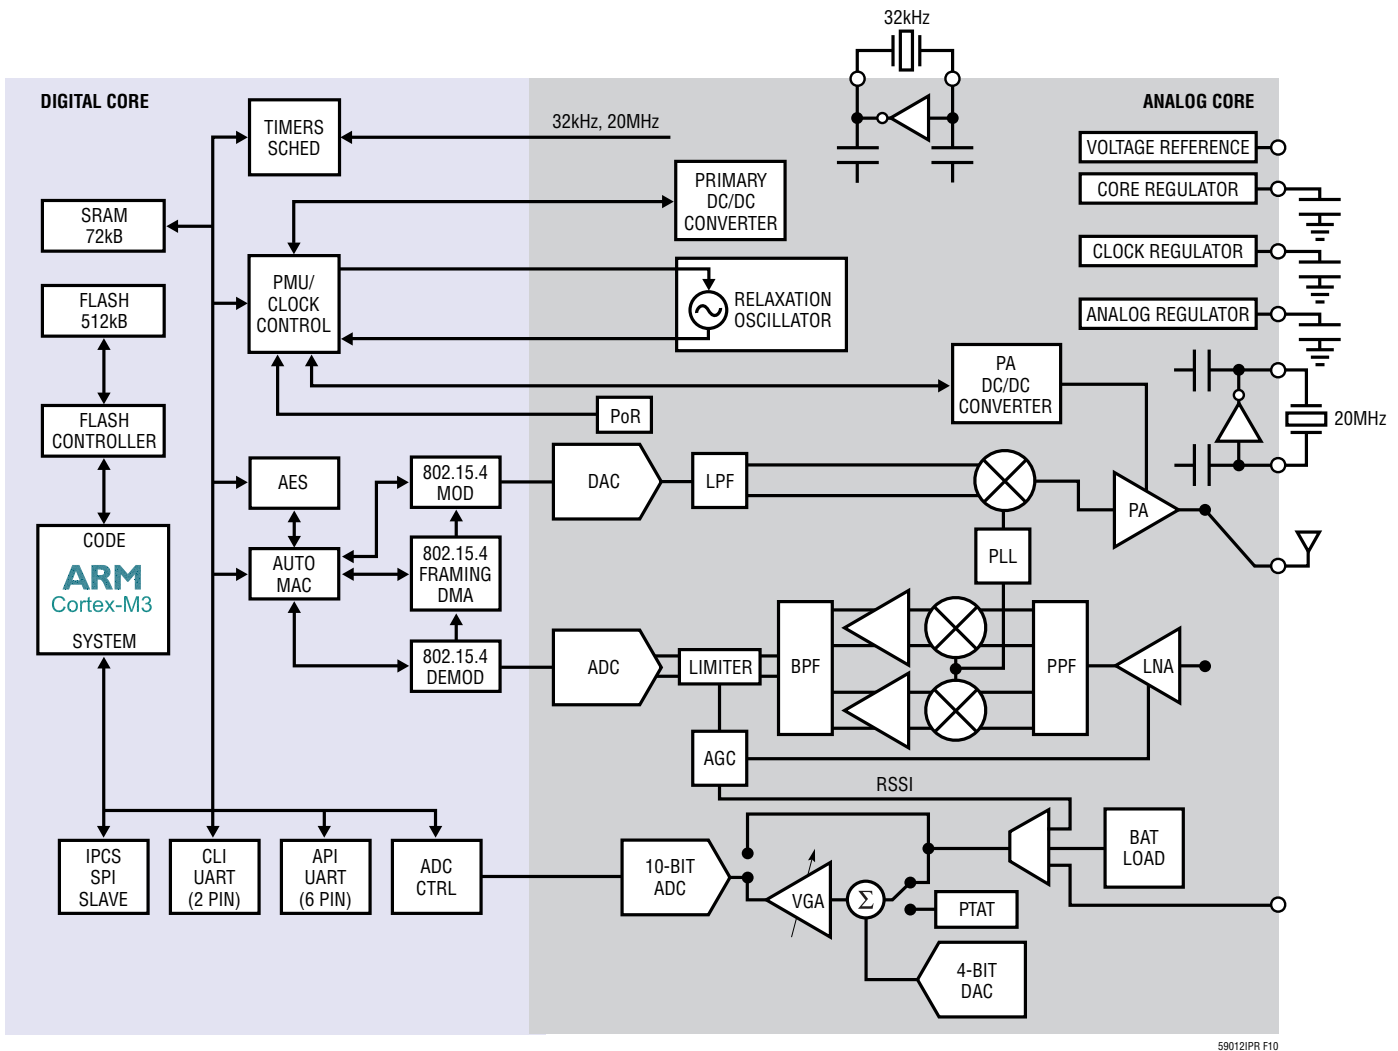 32kHz
DIGITAL CORE
ANALOG CORE
TIMERS
SCHED
32kHz, 20MHz
VOLTAGE REFERENCE
PRIMARY
DC/DC
CONVERTER
CORE REGULATOR
SRAM
72kB
CLOCK REGULATOR
PMU/
CLOCK
CONTROL
FLASH
512kB
RELAXATION
OSCILLATOR
ANALOG REGULATOR
PA
DC/DC
CONVERTER
PoR
20MHz
FLASH
CONTROLLER
AES
802.15.4
MOD
DAC
LPF
PA
CODE
ARM
Cortex-M3
SYSTEM
AUTO
MAC
802.15.4
FRAMING
DMA
PLL
802.15.4
DEMOD
ADC
LIMITER
BPF
PPF
LNA
AGC
RSSI
IPCS
SPI
SLAVE
CLI
UART
(2 PIN)
API
UART
(6 PIN)
ADC
CTRL
10-BIT
ADC
VGA
Σ
PTAT
BAT
LOAD
4-BIT
DAC
59012IPR F10